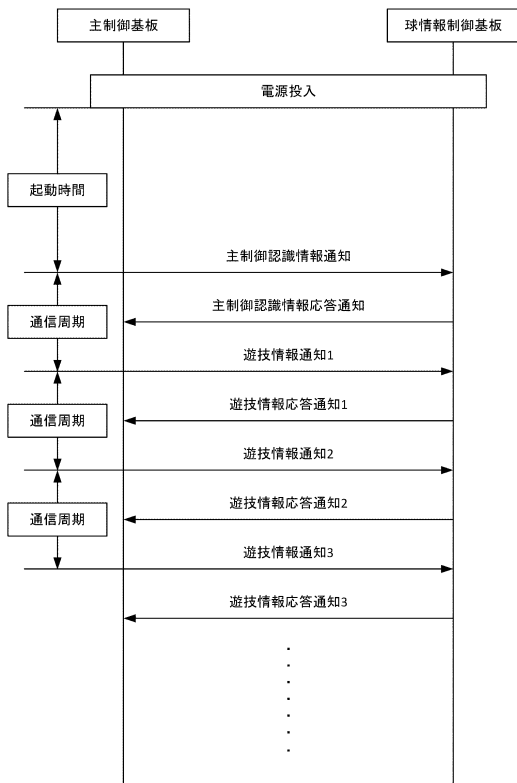 主制御基板
球情報制御基板
電源投入
起動時間
主制御認識情報通知
主制御認識情報応答通知
通信周期
遊技情報通知1
遊技情報応答通知1
通信周期
遊技情報通知2
遊技情報応答通知2
通信周期
遊技情報通知3
遊技情報応答通知3